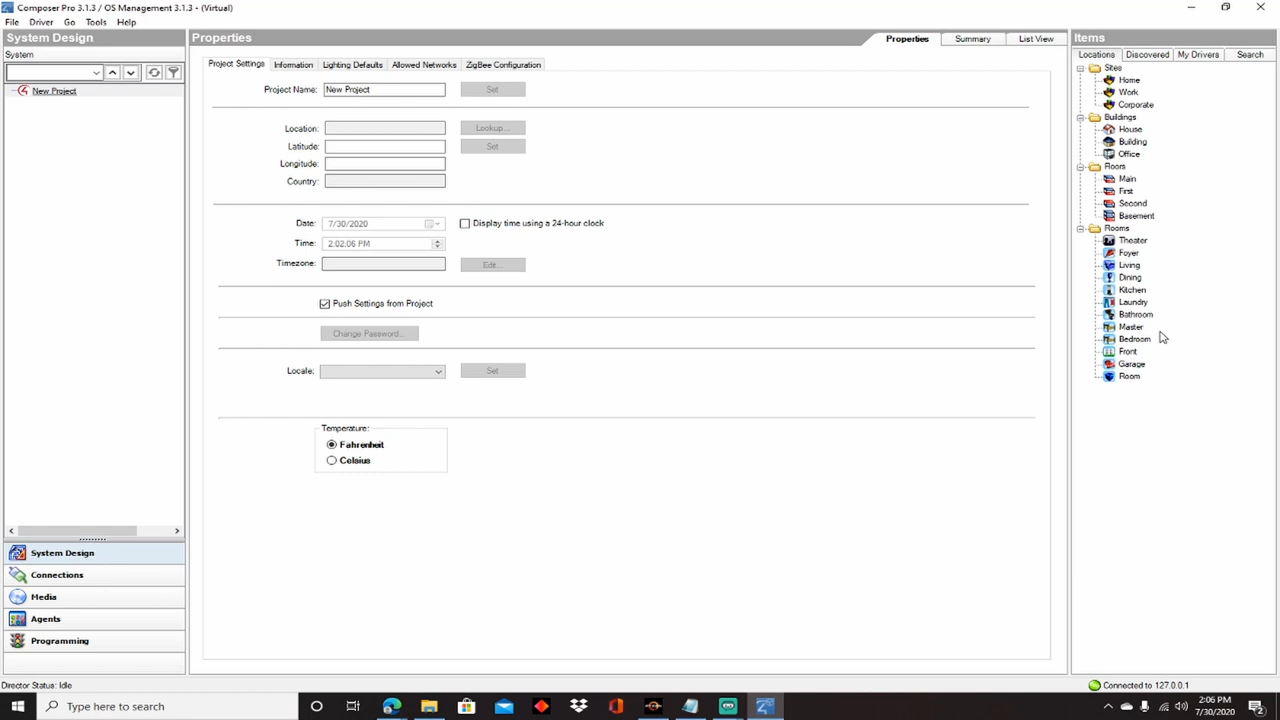 Composer Pro 3.1.3 / OS Management 3.1.3 - (Virtual)
File Driver Go Tools Help
System Design
System
New Project
System Design
Connections
Media
Agents
Programming
Properties
Properties Summary List View
Project Settings Information Lighting Defaults Allowed Networks ZigBee Configuration
Project Name: New Project Set
Location: Lookup...
Latitude: Set
Longitude:
Country:
Date: 7/30/2020 Display time using a 24-hour clock
Time: 2:02:06 PM
Timezone: Edit...
Push Settings from Project
Change Password...
Locale: Set
Temperature:
Fahrenheit
Celsius
Items
Locations Discovered My Drivers Search
Sites
Home
Work
Corporate
Buildings
House
Building
Office
Floors
Main
First
Second
Basement
Rooms
Theater
Foyer
Living
Dining
Kitchen
Laundry
Bathroom
Master
Bedroom
Front
Garage
Room
Director Status: Idle
Connected to 127.0.0.1
Type here to search
2:06 PM
7/30/2020
2